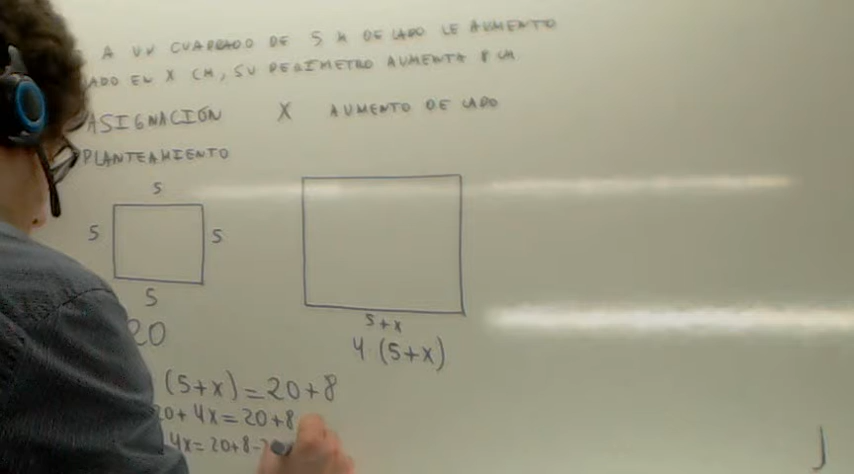 A UN CUADRADO DE 5 M DE LADO LE AUMENTO
LADO EN X CM, SU PERÍMETRO AUMENTA 8 CM
ASIGNACIÓN X AUMENTO DE LADO
PLANTEAMIENTO
5
5 5
5
5+x
20
4 (5+x)
(5+x) = 20+8
20+4x = 20+8
4x = 20+8-2